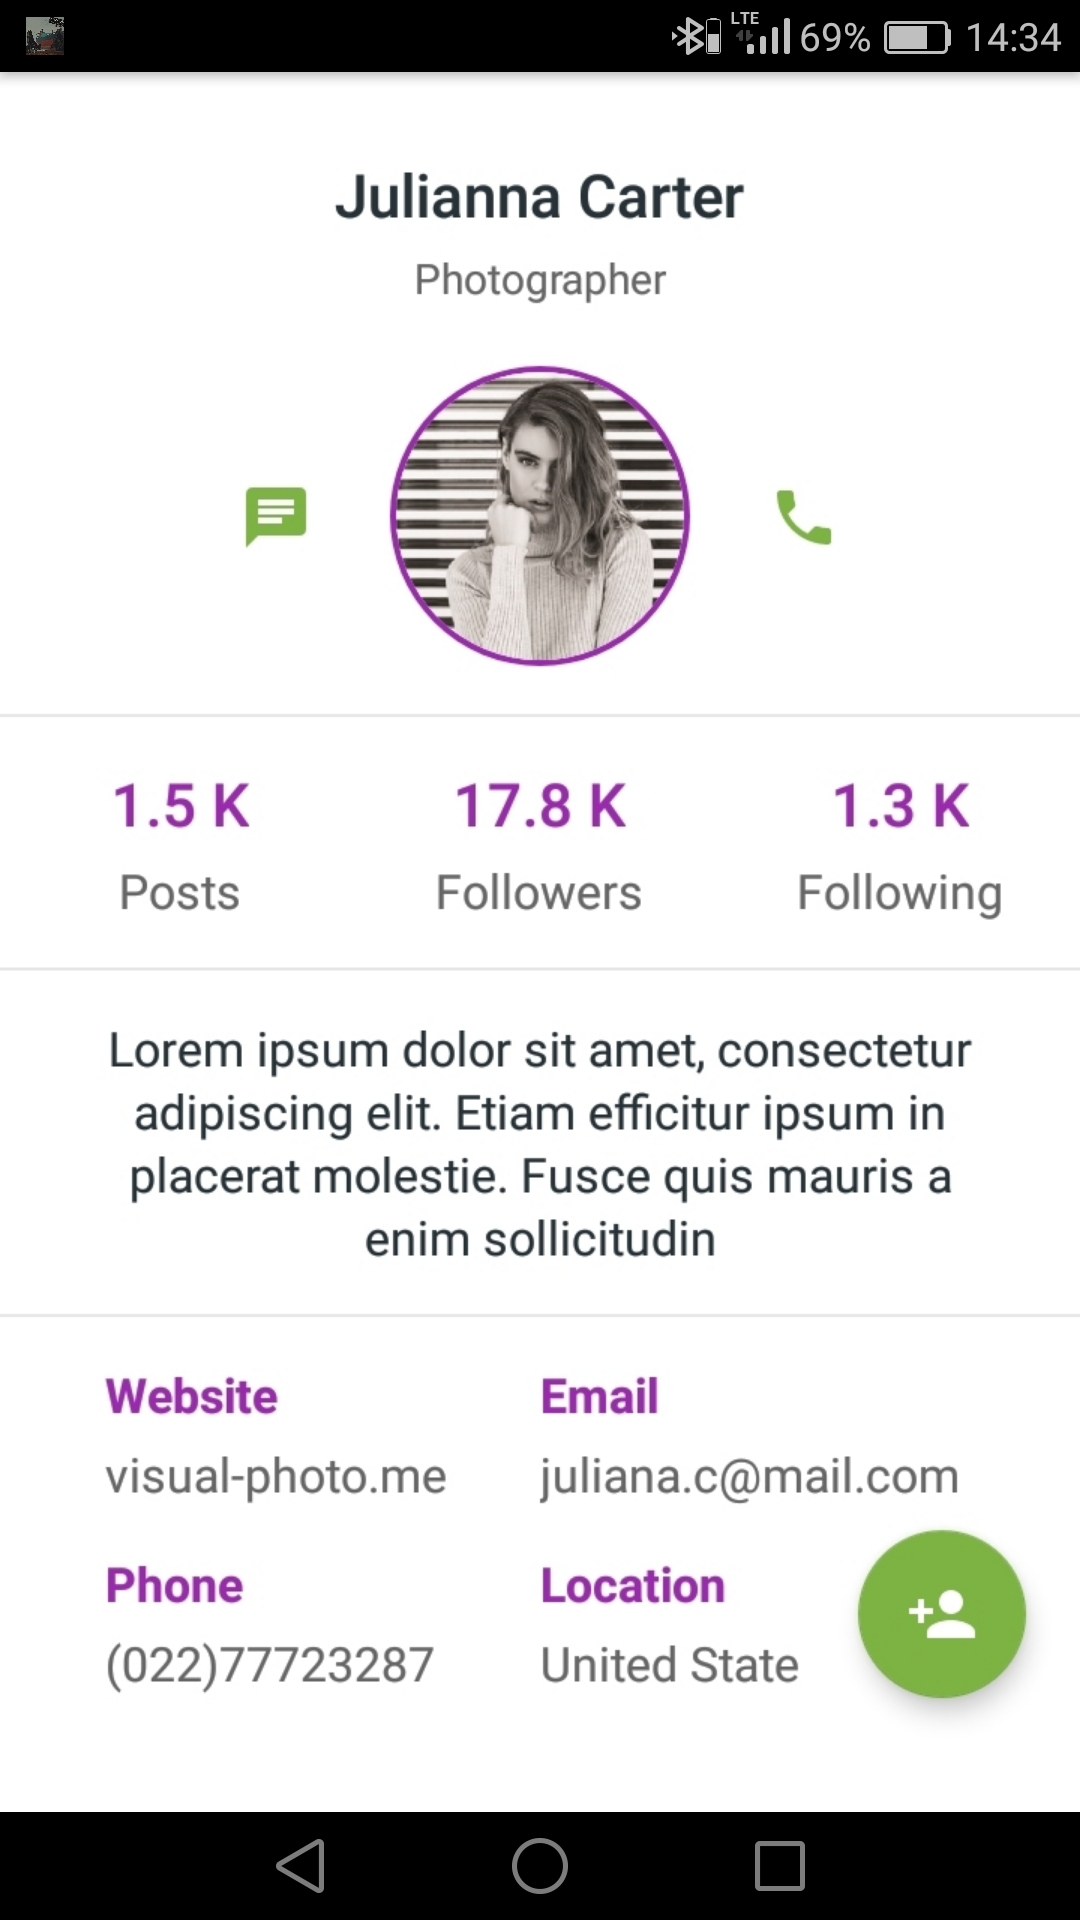 LTE 69% 14:34
Julianna Carter
Photographer
1.5 K 17.8 K 1.3 K
Posts Followers Following
Lorem ipsum dolor sit amet, consectetur
adipiscing elit. Etiam efficitur ipsum in
placerat molestie. Fusce quis mauris a
enim sollicitudin
Website Email
visual-photo.me juliana.c@mail.com
Phone Location
(022)77723287 United State